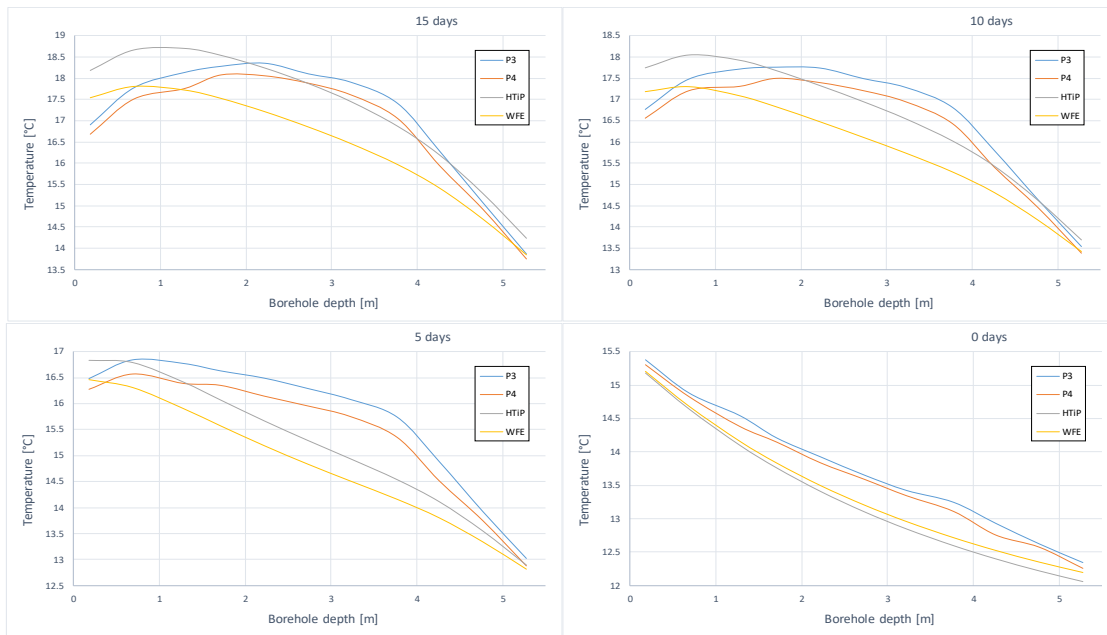 15 days
Temperature [°C]
19
18.5
18
17.5
17
16.5
16
15.5
15
14.5
14
13.5
0 1 2 3 4 5
Borehole depth [m]
P3
P4
HTiP
WFE
10 days
Temperature [°C]
18.5
18
17.5
17
16.5
16
15.5
15
14.5
14
13.5
13
0 1 2 3 4 5
Borehole depth [m]
P3
P4
HTiP
WFE
5 days
Temperature [°C]
17
16.5
16
15.5
15
14.5
14
13.5
13
12.5
0 1 2 3 4 5
Borehole depth [m]
P3
P4
HTiP
WFE
0 days
Temperature [°C]
15.5
15
14.5
14
13.5
13
12.5
12
0 1 2 3 4 5
Borehole depth [m]
P3
P4
HTiP
WFE